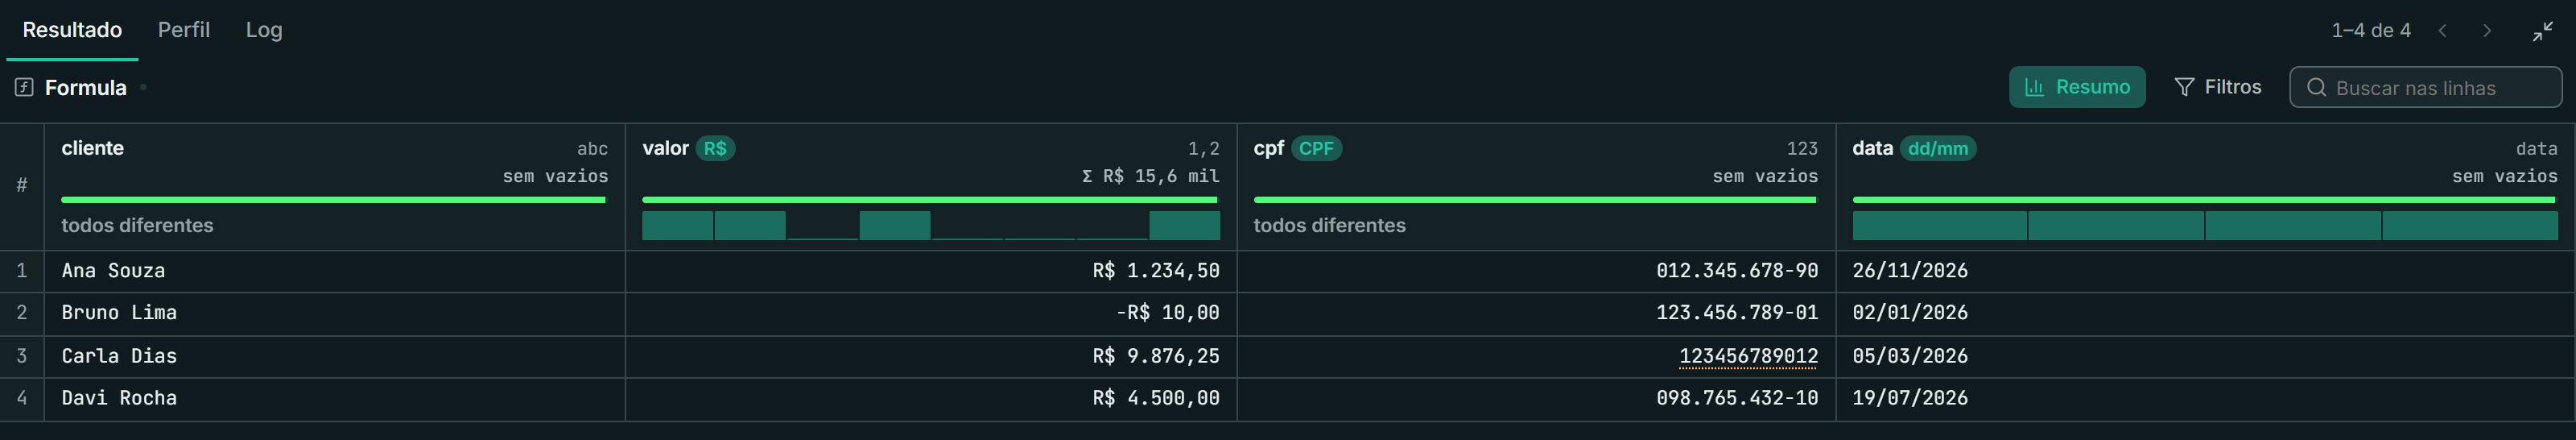 Resultado Perfil Log 1–4 de 4
Formula Resumo Filtros Buscar nas linhas
# cliente abc valor R$ 1,2 cpf CPF 123 data dd/mm data
sem vazios Σ R$ 15,6 mil sem vazios sem vazios
todos diferentes todos diferentes
1 Ana Souza R$ 1.234,50 012.345.678-90 26/11/2026
2 Bruno Lima -R$ 10,00 123.456.789-01 02/01/2026
3 Carla Dias R$ 9.876,25 123456789012 05/03/2026
4 Davi Rocha R$ 4.500,00 098.765.432-10 19/07/2026